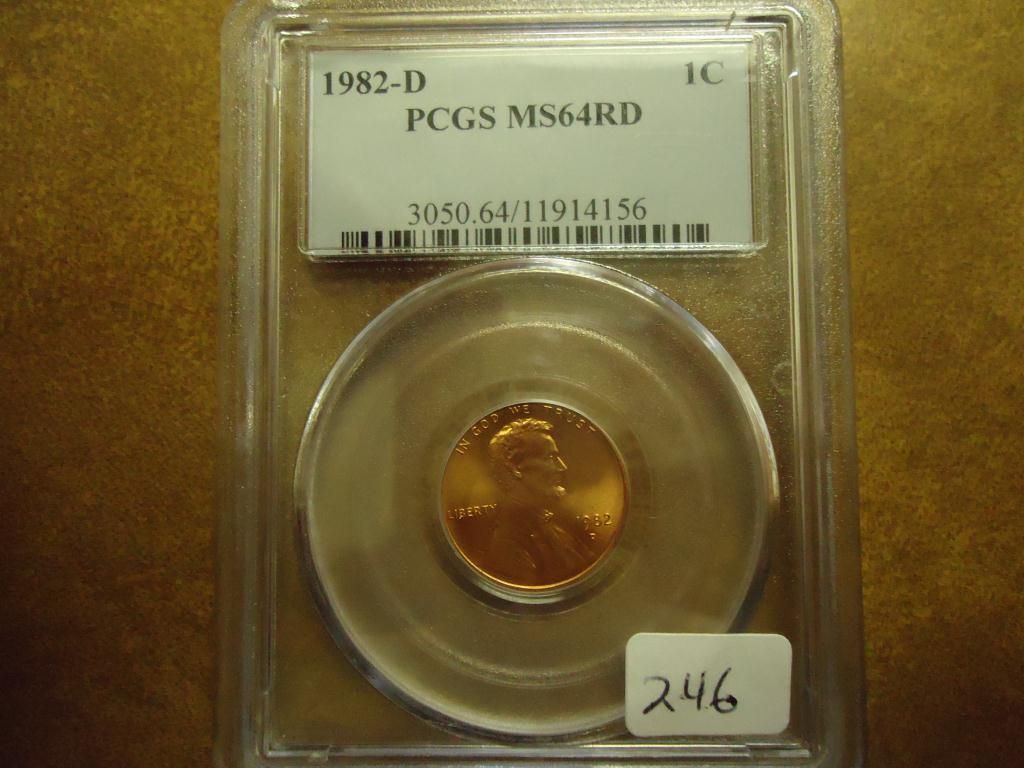 1982-D 1C
PCGS MS64RD
3050.64/11914156
IN GOD WE TRUST
LIBERTY
1982
D
246